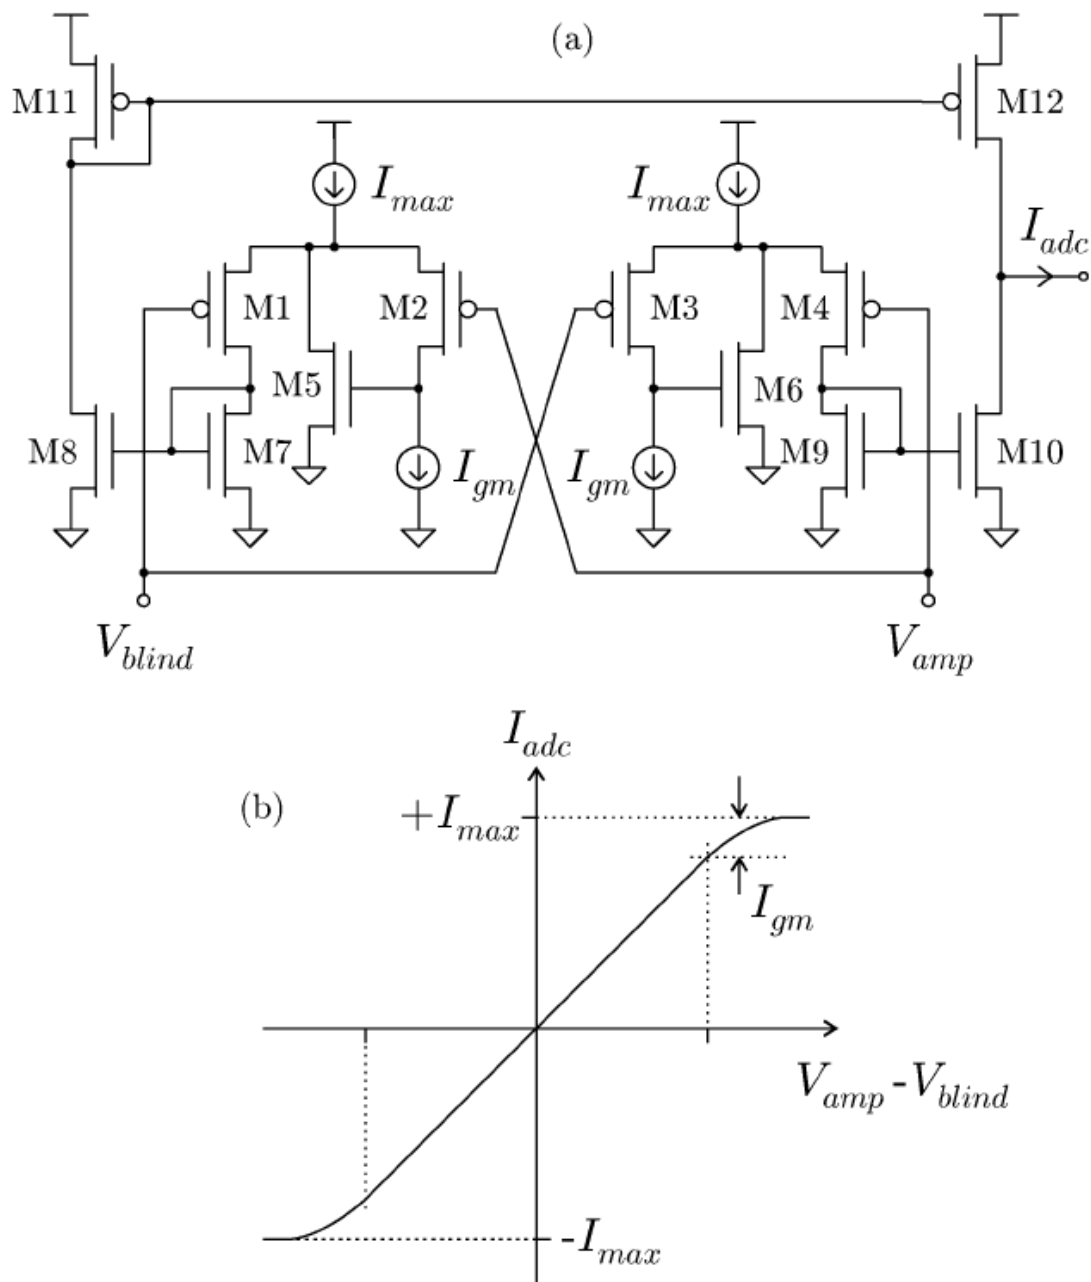 (a)
M11
M12
I_max
I_max
I_adc
M1
M2
M3
M4
M5
M6
M8
M7
I_gm
I_gm
M9
M10
V_blind
V_amp
I_adc
(b)
+I_max
I_gm
V_amp-V_blind
-I_max